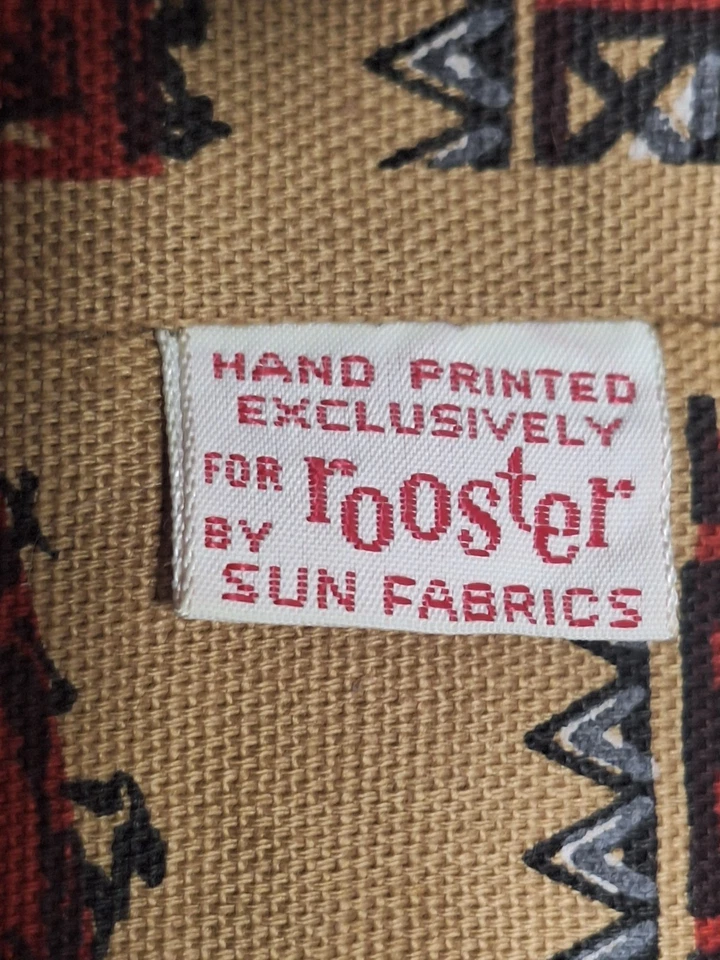 HAND PRINTED
EXCLUSIVELY
FOR rooster
BY
SUN FABRICS